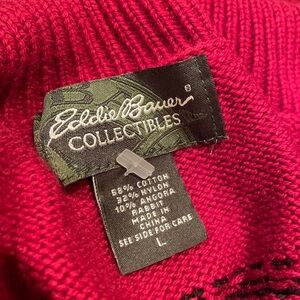 Eddie Bauer®
COLLECTIBLES
58% COTTON
32% NYLON
10% ANGORA
RABBIT
MADE IN
CHINA
SEE SIDE FOR CARE
L